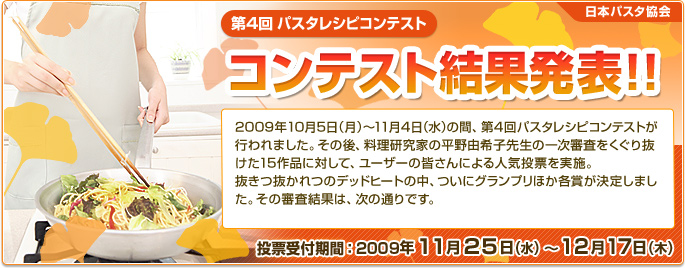 日本パスタ協会
第4回 パスタレシピコンテスト
コンテスト結果発表!!
2009年10月5日(月)～11月4日(水)の間、第4回パスタレシピコンテストが
行われました。その後、料理研究家の平野由希子先生の一次審査をくぐり抜
けた15作品に対して、ユーザーの皆さんによる人気投票を実施。
抜きつ抜かれつのデッドヒートの中、ついにグランプリほか各賞が決定しまし
た。その審査結果は、次の通りです。
投票受付期間：2009年11月25日(水)～12月17日(木)